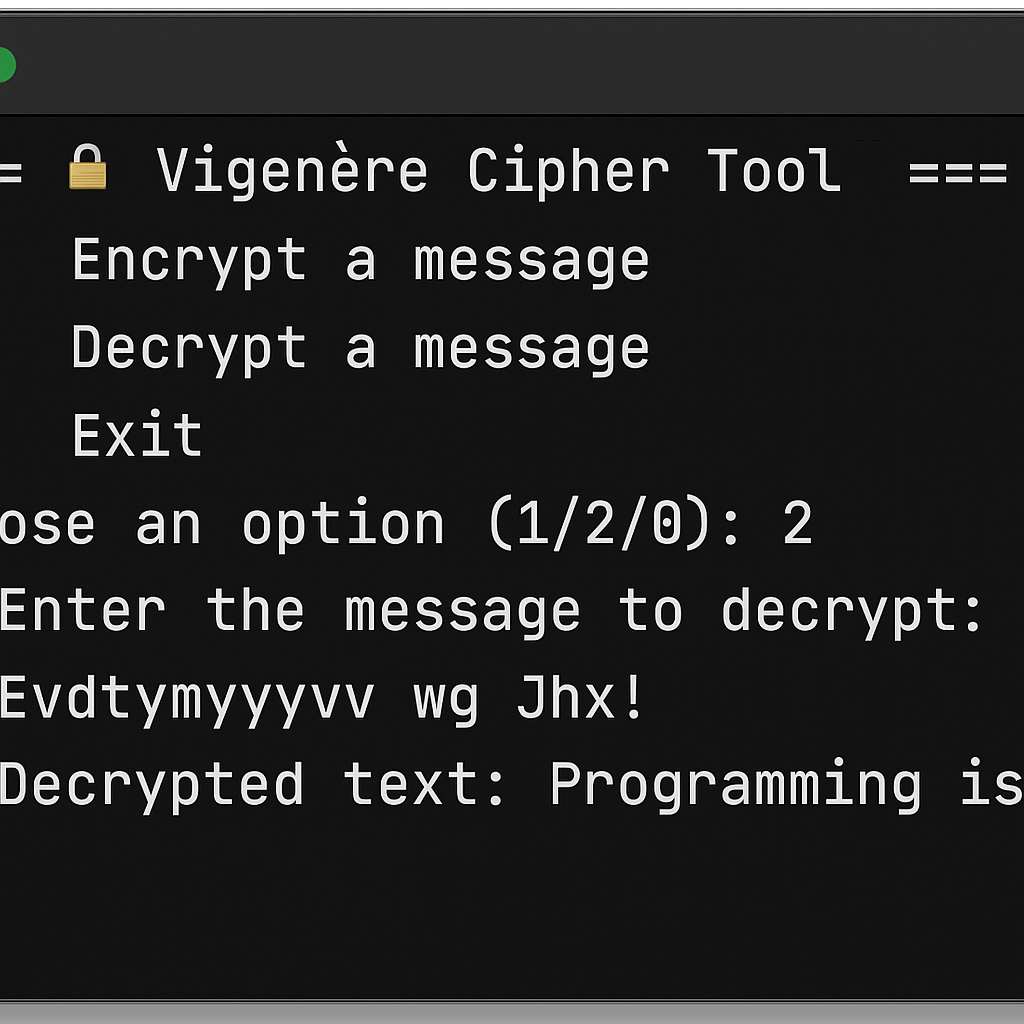 = 🔒 Vigenère Cipher Tool ===
Encrypt a message
Decrypt a message
Exit
ose an option (1/2/0): 2
Enter the message to decrypt:
Evdtymyyyvv wg Jhx!
Decrypted text: Programming is